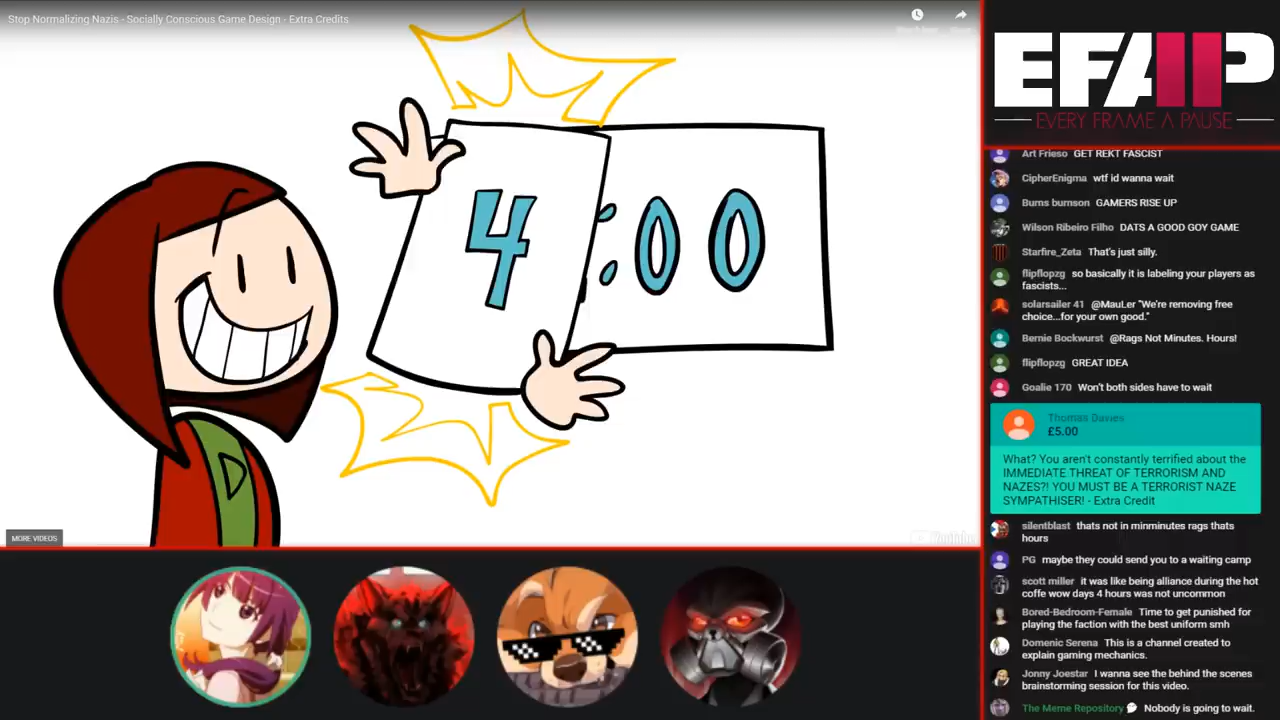 Stop Normalizing Nazis - Socially Conscious Game Design - Extra Credits
4:00
D
MORE VIDEOS
EFAP
EVERY FRAME A PAUSE
Art Frieso GET REKT FASCIST
CipherEnigma wtf id wanna wait
Bums bumson GAMERS RISE UP
Wilson Ribeiro Filho DATS A GOOD GOY GAME
Starfire_Zeta That's just silly.
flipflopzg so basically it is labeling your players as
fascists...
solarsailer 41 @MauLer "We're removing free
choice...for your own good."
Bernie Bockwurst @Rags Not Minutes. Hours!
flipflopzg GREAT IDEA
Goalie 170 Won't both sides have to wait
Thomas Davies
£5.00
What? You aren't constantly terrified about the
IMMEDIATE THREAT OF TERRORISM AND
NAZES?! YOU MUST BE A TERRORIST NAZE
SYMPATHISER! - Extra Credit
silentblast thats not in minminutes rags thats
hours
PG maybe they could send you to a waiting camp
scott miller it was like being alliance during the hot
coffe wow days 4 hours was not uncommon
Bored-Bedroom-Female Time to get punished for
playing the faction with the best uniform smh
Domenic Serena This is a channel created to
explain gaming mechanics.
Jonny Joestar I wanna see the behind the scenes
brainstorming session for this video.
The Meme Repository Nobody is going to wait.